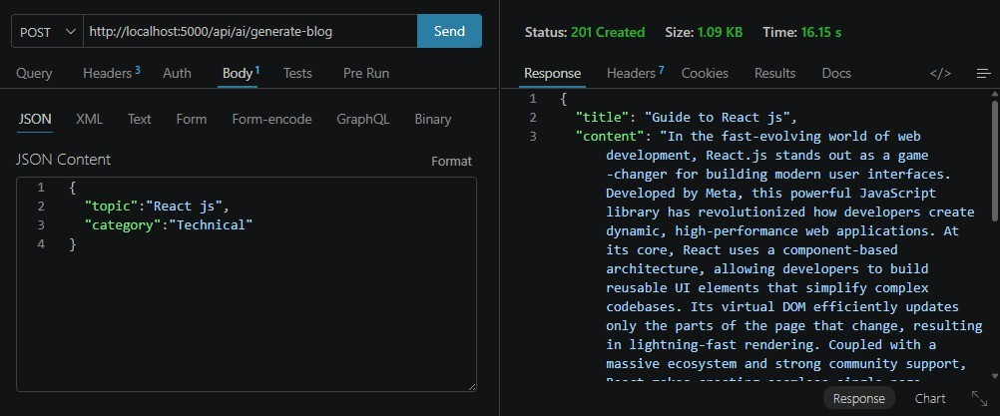 POST
http://localhost:5000/api/ai/generate-blog
Send
Query
Headers 3
Auth
Body 1
Tests
Pre Run
JSON
XML
Text
Form
Form-encode
GraphQL
Binary
JSON Content
Format
1 {
2 "topic":"React js",
3 "category":"Technical"
4 }
Status: 201 Created Size: 1.09 KB Time: 16.15 s
Response
Headers 7
Cookies
Results
Docs
</>
1 {
2 "title": "Guide to React js",
3 "content": "In the fast-evolving world of web
development, React.js stands out as a game
-changer for building modern user interfaces.
Developed by Meta, this powerful JavaScript
library has revolutionized how developers create
dynamic, high-performance web applications. At
its core, React uses a component-based
architecture, allowing developers to build
reusable UI elements that simplify complex
codebases. Its virtual DOM efficiently updates
only the parts of the page that change, resulting
in lightning-fast rendering. Coupled with a
massive ecosystem and strong community support,
React makes creating seamless single-page
Response
Chart